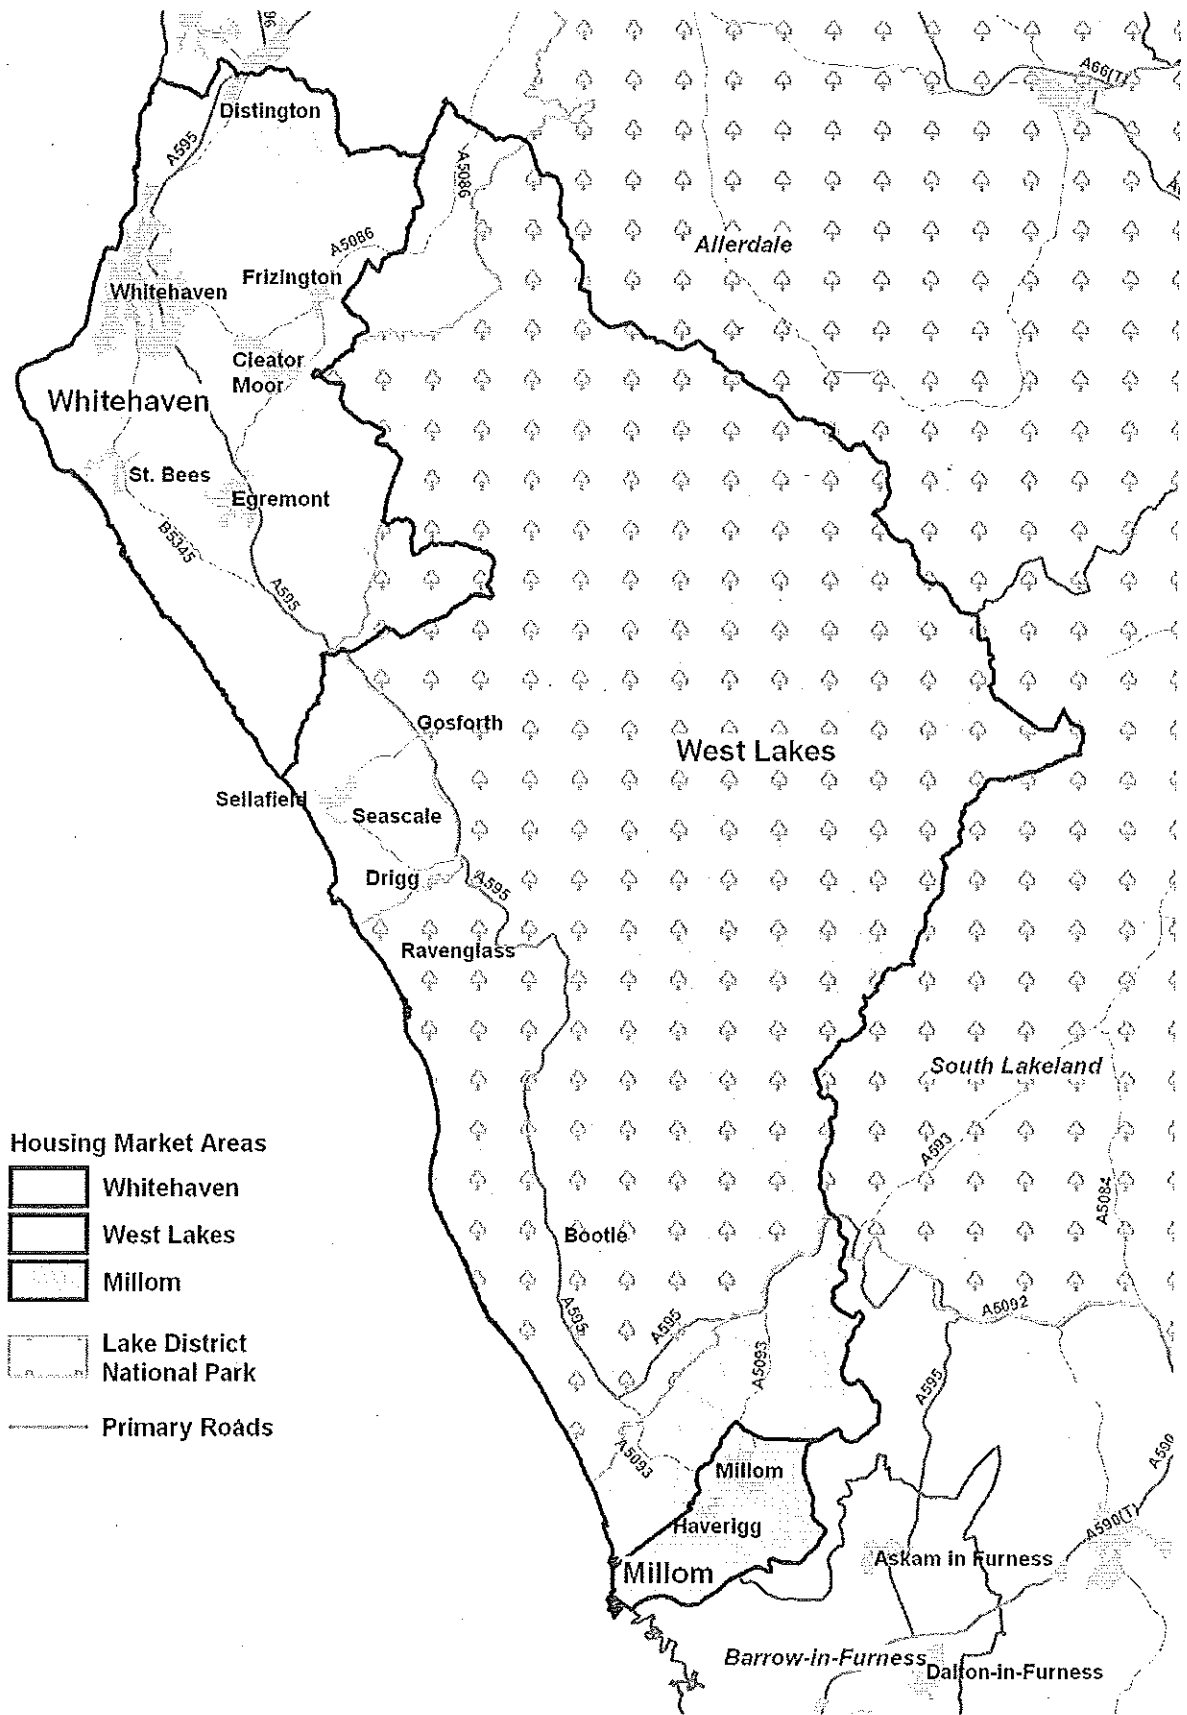 96
A66(T)
Distington
A595
A5086
A5086
Allerdale
Frizington
Whitehaven
Cleator
Moor
Whitehaven
St. Bees
Egremont
B5345
A595
Gosforth
West Lakes
Sellafield
Seascale
Drigg
A595
Ravenglass
South Lakeland
A593
A5084
Housing Market Areas
Whitehaven
West Lakes
Millom
Lake District
National Park
Primary Roads
Bootle
A595
A595
A5093
A5092
A595
A5093
Millom
A590
Haverigg
A590(T)
Askam in Furness
Millom
Barrow-in-Furness
Dalton-in-Furness